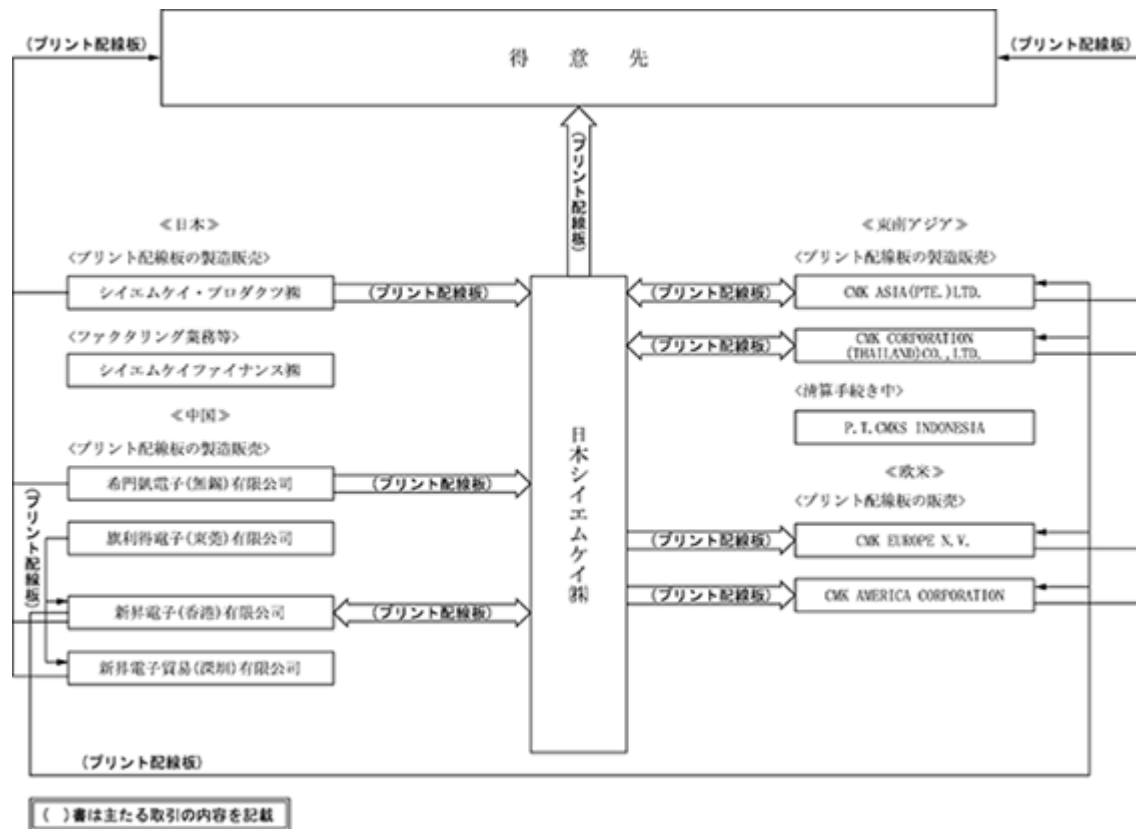 (プリント配線板)
得意先
(プリント配線板)
(プリント配線板)
≪日本≫
<プリント配線板の製造販売>
シイエムケイ・プロダクツ㈱
(プリント配線板)
<ファクタリング業務等>
シイエムケイファイナンス㈱
≪中国≫
<プリント配線板の製造販売>
希門凱電子(無錫)有限公司
(プリント配線板)
(プリント配線板)
旗利得電子(東莞)有限公司
新昇電子(香港)有限公司
(プリント配線板)
新昇電子貿易(深圳)有限公司
日本シイエムケイ㈱
≪東南アジア≫
<プリント配線板の製造販売>
(プリント配線板)
CMK ASIA(PTE.)LTD.
(プリント配線板)
CMK CORPORATION
(THAILAND)CO.,LTD.
<清算手続き中>
P.T.CMKS INDONESIA
≪欧米≫
<プリント配線板の販売>
(プリント配線板)
CMK EUROPE N.V.
(プリント配線板)
CMK AMERICA CORPORATION
(プリント配線板)
( )書は主たる取引の内容を記載